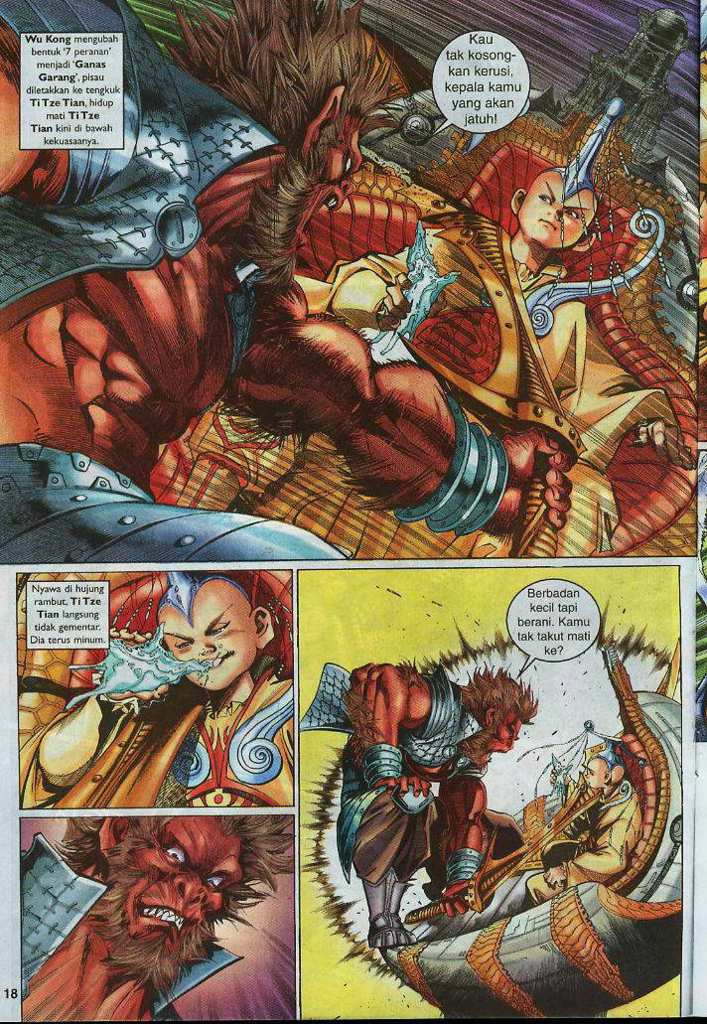 Wu Kong mengubah
bentuk '7 peranan'
menjadi 'Ganas
Garang', pisau
diletakkan ke tengkuk
Ti Tze Tian, hidup
mati Ti Tze
Tian kini di bawah
kekuasaanya.
Kau
tak kosong-
kan kerusi,
kepala kamu
yang akan
jatuh!
Nyawa di hujung
rambut, Ti Tze
Tian langsung
tidak gementar.
Dia terus minum.
Berbadan
kecil tapi
berani. Kamu
tak takut mati
ke?
18